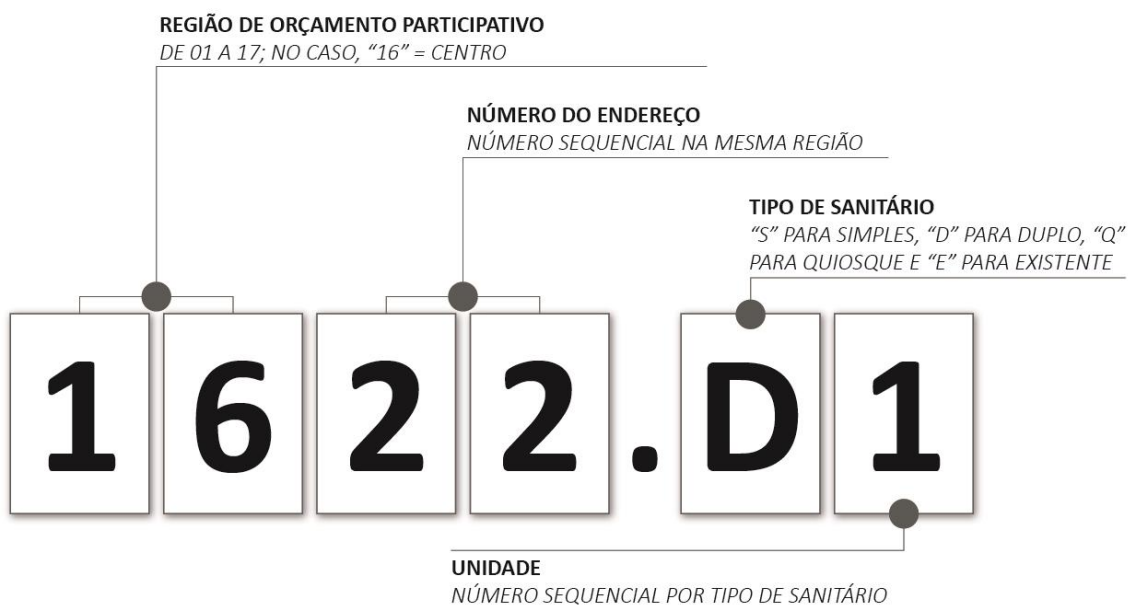 REGIÃO DE ORÇAMENTO PARTICIPATIVO
DE 01 A 17; NO CASO, “16” = CENTRO
NÚMERO DO ENDEREÇO
NÚMERO SEQUENCIAL NA MESMA REGIÃO
TIPO DE SANITÁRIO
“S” PARA SIMPLES, “D” PARA DUPLO, “Q”
PARA QUIOSQUE E “E” PARA EXISTENTE
1622.D1
UNIDADE
NÚMERO SEQUENCIAL POR TIPO DE SANITÁRIO